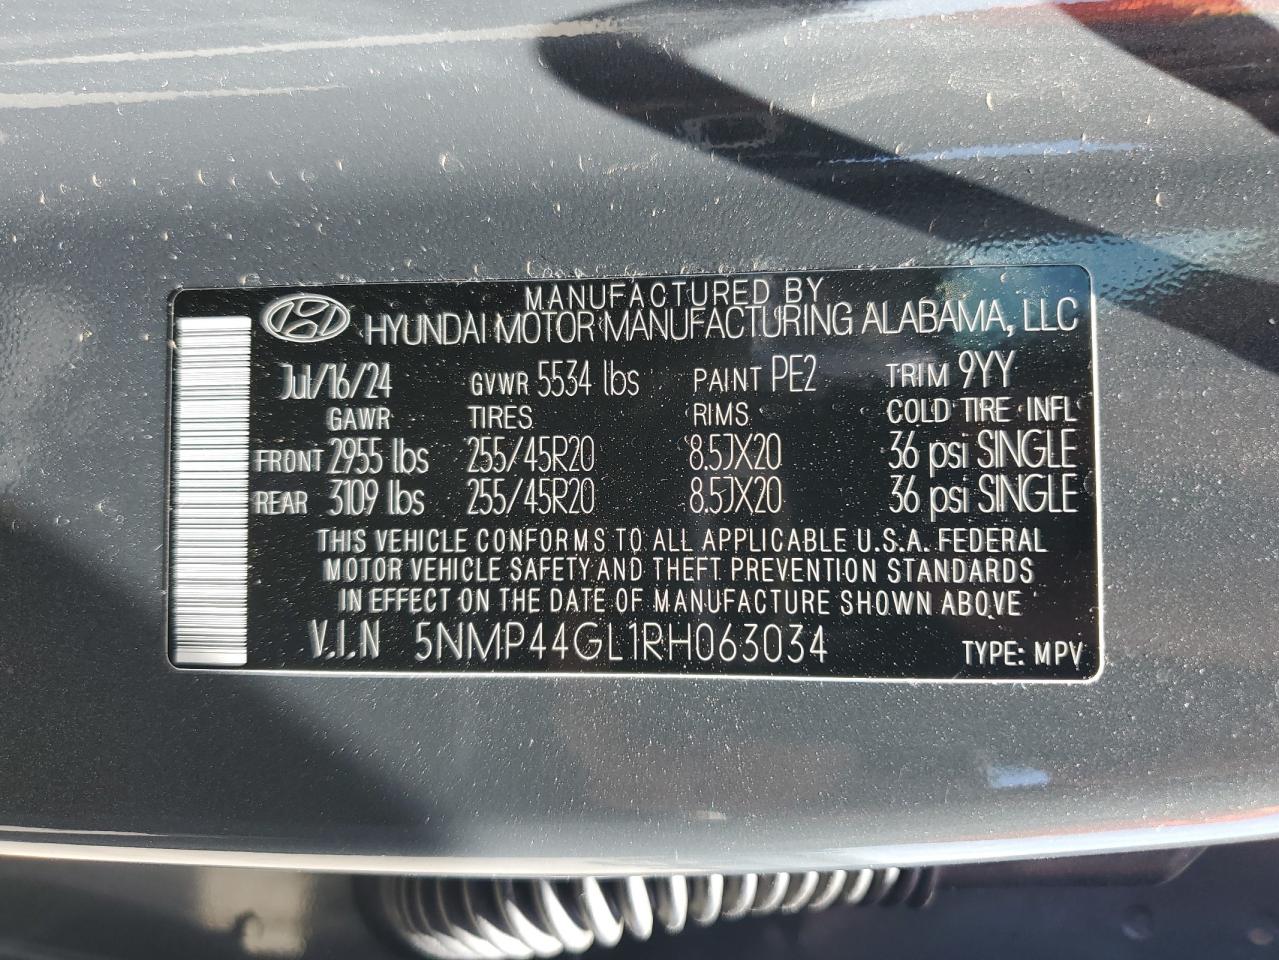 MANUFACTURED BY
HYUNDAI MOTOR MANUFACTURING ALABAMA, LLC
Jul/16/24 GVWR 5534 lbs PAINT PE2 TRIM 9YY
GAWR TIRES RIMS COLD TIRE INFL
FRONT 2955 lbs 255/45R20 8.5JX20 36 psi SINGLE
REAR 3109 lbs 255/45R20 8.5JX20 36 psi SINGLE
THIS VEHICLE CONFORMS TO ALL APPLICABLE U.S.A. FEDERAL
MOTOR VEHICLE SAFETY AND THEFT PREVENTION STANDARDS
IN EFFECT ON THE DATE OF MANUFACTURE SHOWN ABOVE
V.I.N 5NMP44GL1RH063034 TYPE: MPV